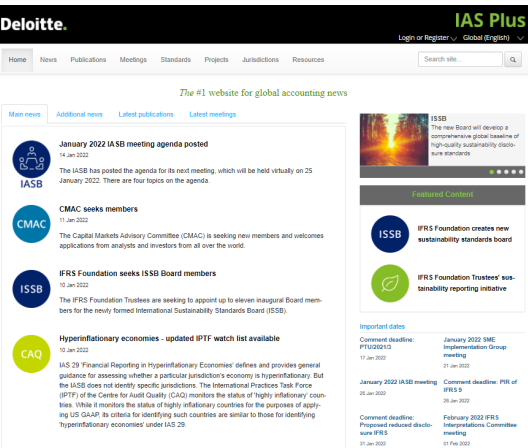 Deloitte.
IAS Plus
Login or Register Global (English)
Home News Publications Meetings Standards Projects Jurisdictions Resources
Search site...
The #1 website for global accounting news
Main news Additional news Latest publications Latest meetings
IASB
January 2022 IASB meeting agenda posted
14 Jan 2022
The IASB has posted the agenda for its next meeting, which will be held virtually on 25
January 2022. There are four topics on the agenda.
CMAC
CMAC seeks members
11 Jan 2022
The Capital Markets Advisory Committee (CMAC) is seeking new members and welcomes
applications from analysts and investors from all over the world.
ISSB
IFRS Foundation seeks ISSB Board members
10 Jan 2022
The IFRS Foundation Trustees are seeking to appoint up to eleven inaugural Board mem-
bers for the newly formed International Sustainability Standards Board (ISSB).
CAQ
Hyperinflationary economies - updated IPTF watch list available
10 Jan 2022
IAS 29 'Financial Reporting in Hyperinflationary Economies' defines and provides general
guidance for assessing whether a particular jurisdiction's economy is hyperinflationary. But
the IASB does not identify specific jurisdictions. The International Practices Task Force
(IPTF) of the Centre for Audit Quality (CAQ) monitors the status of 'highly inflationary' coun-
tries. While it monitors the status of highly inflationary countries for the purposes of apply-
ing US GAAP, its criteria for identifying such countries are similar to those for identifying
'hyperinflationary economies' under IAS 29.
ISSB
The new Board will develop a
comprehensive global baseline of
high-quality sustainability disclo-
sure standards
Featured Content
ISSB
IFRS Foundation creates new
sustainability standards board
IFRS Foundation Trustees' sus-
tainability reporting initiative
Important dates
Comment deadline:
PTU/2021/3
17 Jan 2022
January 2022 SME
Implementation Group
meeting
21 Jan 2022
January 2022 IASB meeting
25 Jan 2022
Comment deadline: PIR of
IFRS 9
28 Jan 2022
Comment deadline:
Proposed reduced disclo-
sure IFRS
31 Jan 2022
February 2022 IFRS
Interpretations Committee
meeting
01 Feb 2022